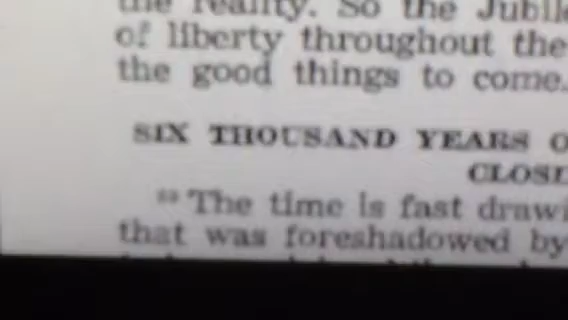 the reality. So the Jubil
of liberty throughout the
the good things to come.
SIX THOUSAND YEARS O
CLOSE
The time is fast drawi
that was foreshadowed by